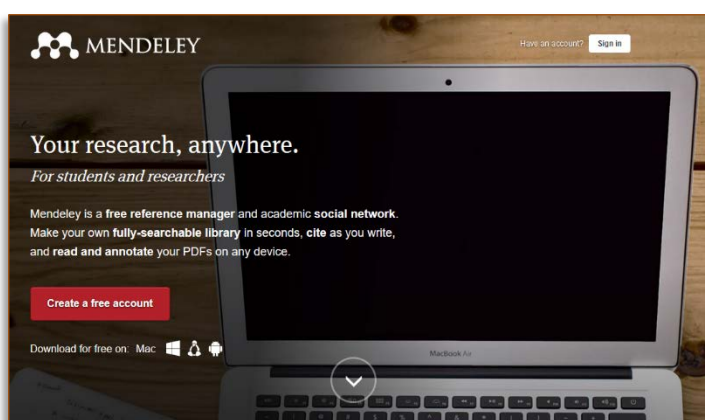 MENDELEY
Have an account? Sign in
Your research, anywhere.
For students and researchers
Mendeley is a free reference manager and academic social network.
Make your own fully-searchable library in seconds, cite as you write,
and read and annotate your PDFs on any device.
Create a free account
Download for free on: Mac
MacBook Air